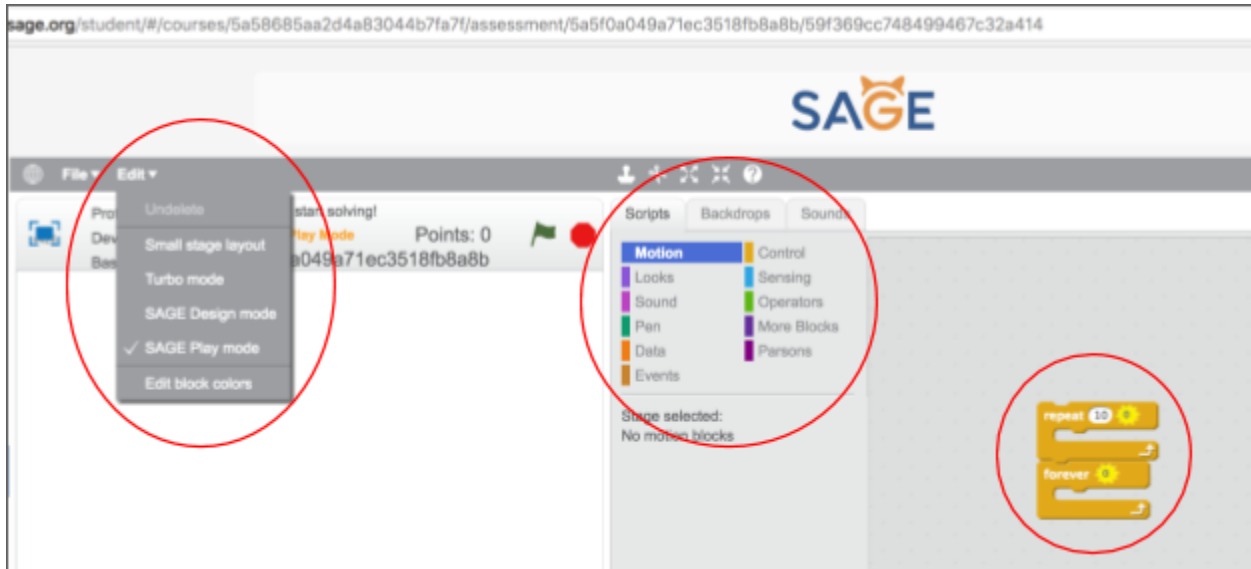 sage.org/student/#/courses/5a58685aa2d4a83044b7fa7f/assessment/5a5f0a049a71ec3518fb8a8b/59f369cc748499467c32a414
SAGE
File ▾ Edit ▾
Undelete
Small stage layout
Turbo mode
SAGE Design mode
✓ SAGE Play mode
Edit block colors
start solving!
Play Mode
Points: 0
a049a71ec3518fb8a8b
Scripts Backdrops Sounds
Motion Control
Looks Sensing
Sound Operators
Pen More Blocks
Data Parsons
Events
Stage selected:
No motion blocks
repeat 10 0
forever 0